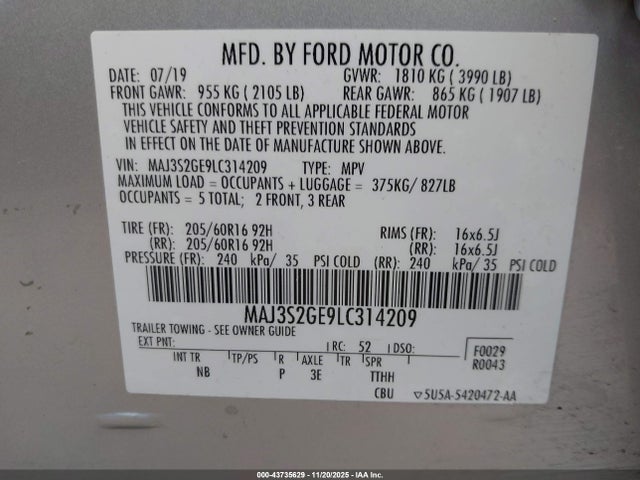 MFD. BY FORD MOTOR CO.
DATE: 07/19 GVWR: 1810 KG ( 3990 LB)
FRONT GAWR: 955 KG ( 2105 LB) REAR GAWR: 865 KG ( 1907 LB)
THIS VEHICLE CONFORMS TO ALL APPLICABLE FEDERAL MOTOR
VEHICLE SAFETY AND THEFT PREVENTION STANDARDS
IN EFFECT ON THE DATE OF MANUFACTURE SHOWN ABOVE.
VIN: MAJ3S2GE9LC314209 TYPE: MPV
MAXIMUM LOAD = OCCUPANTS + LUGGAGE = 375KG/ 827LB
OCCUPANTS = 5 TOTAL; 2 FRONT, 3 REAR
TIRE (FR): 205/60R16 92H RIMS (FR): 16x6.5J
(RR): 205/60R16 92H (RR): 16x6.5J
PRESSURE (FR): 240 kPa/ 35 PSI COLD (RR): 240 kPa/ 35 PSI COLD
MAJ3S2GE9LC314209
TRAILER TOWING - SEE OWNER GUIDE
EXT PNT: RC: 52 DSO: F0029
INT TR TP/PS R AXLE TR SPR R0043
NB P 3E TTHH
CBU ▽5U5A-5420472-AA
000-43735629 - 11/20/2025 - IAA Inc.